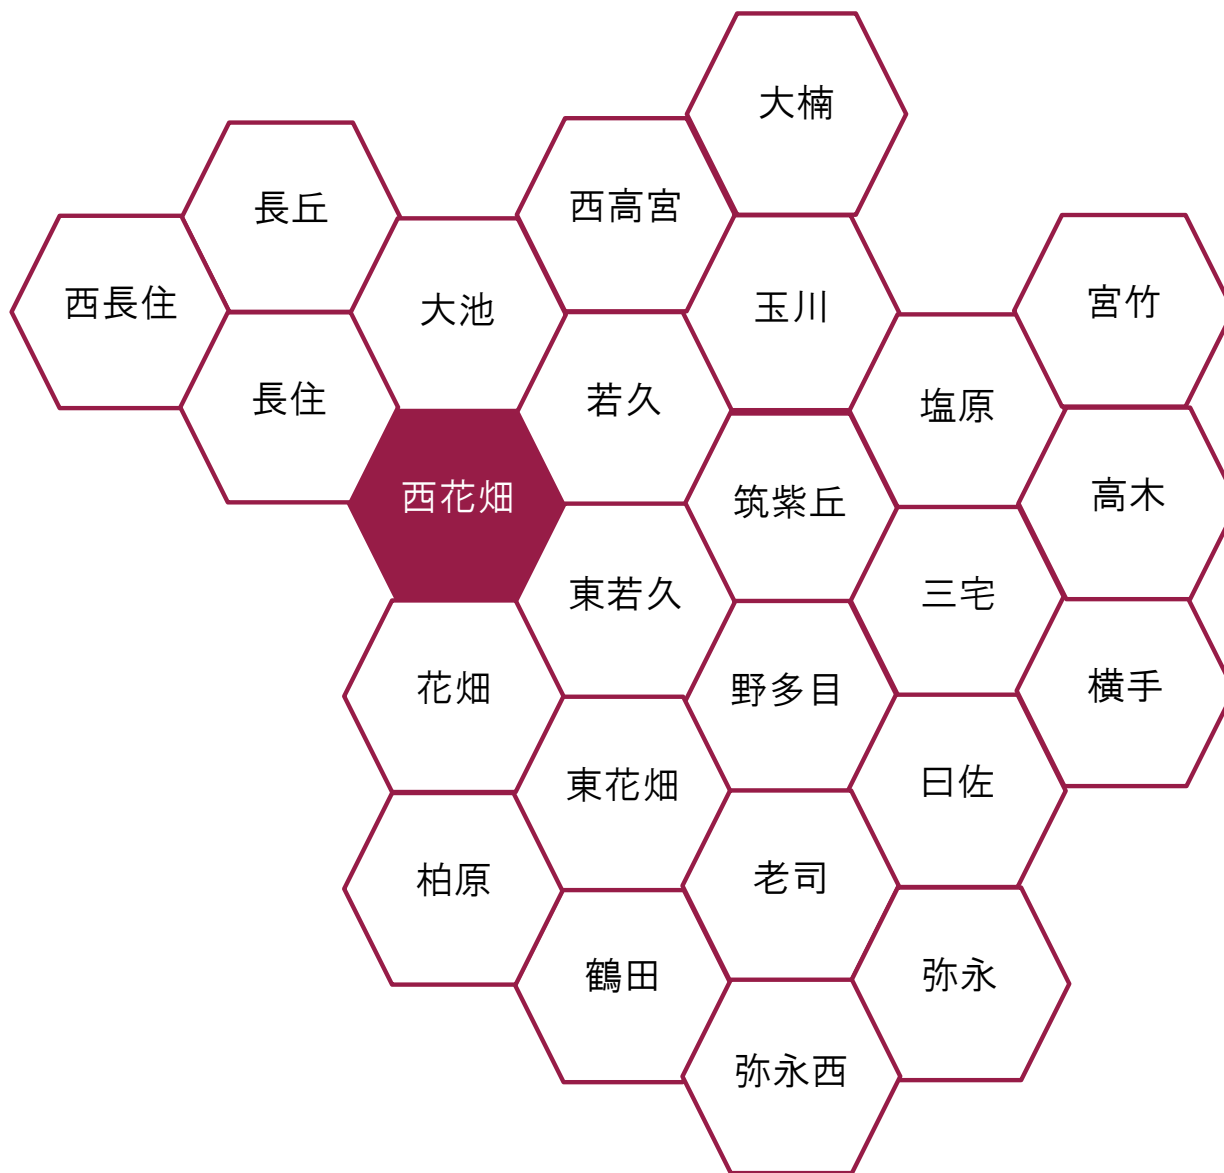 大楠
西高宮
長丘
西長住
大池
玉川
宮竹
長住
若久
塩原
西花畑
筑紫丘
高木
東若久
三宅
花畑
野多目
横手
東花畑
曰佐
柏原
老司
鶴田
弥永
弥永西